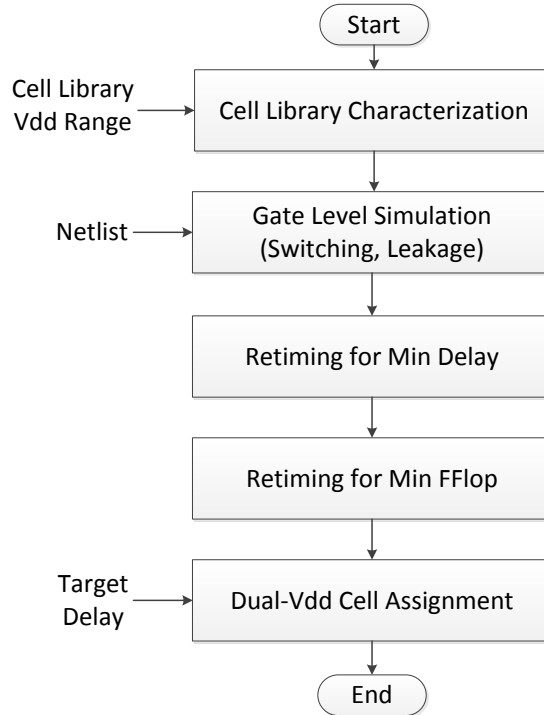 Start
Cell Library
Vdd Range
Cell Library Characterization
Netlist
Gate Level Simulation
(Switching, Leakage)
Retiming for Min Delay
Retiming for Min FFlop
Target
Delay
Dual-Vdd Cell Assignment
End